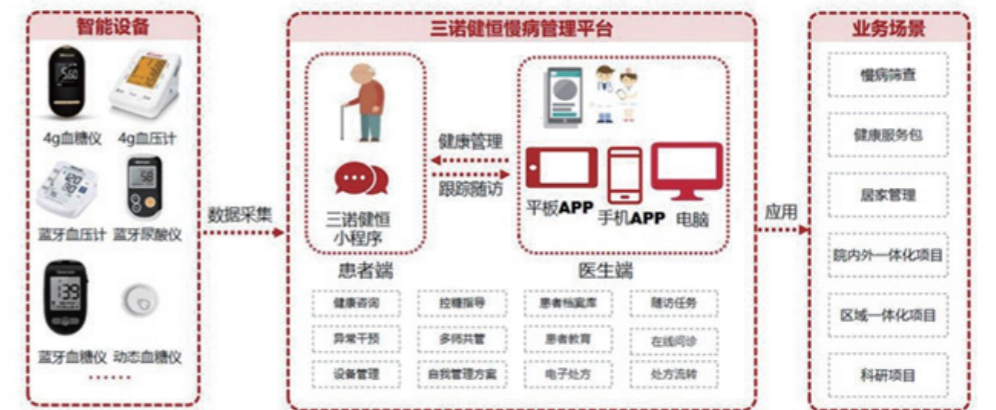 智能设备
4g血糖仪 4g血压计
蓝牙血压计 蓝牙尿酸仪
蓝牙血糖仪 动态血糖仪
······
数据采集
三诺健恒慢病管理平台
三诺健恒
小程序
患者端
健康管理
跟踪随访
平板APP 手机APP 电脑
医生端
健康咨询 控糖指导 患者档案库 随访任务
异常干预 多师共管 患者教育 在线问诊
设备管理 自我管理方案 电子处方 处方流转
应用
业务场景
慢病筛查
健康服务包
居家管理
院内外一体化项目
区域一体化项目
科研项目